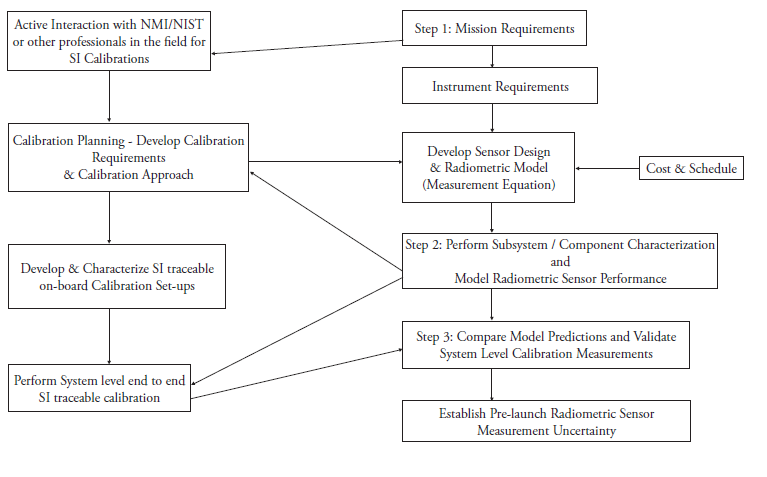 Active Interaction with NMI/NIST
or other professionals in the field for
SI Calibrations
Step 1: Mission Requirements
Instrument Requirements
Calibration Planning - Develop Calibration
Requirements
& Calibration Approach
Develop Sensor Design
& Radiometric Model
(Measurement Equation)
Cost & Schedule
Step 2: Perform Subsystem / Component Characterization
and
Model Radiometric Sensor Performance
Develop & Characterize SI traceable
on-board Calibration Set-ups
Step 3: Compare Model Predictions and Validate
System Level Calibration Measurements
Perform System level end to end
SI traceable calibration
Establish Pre-launch Radiometric Sensor
Measurement Uncertainty